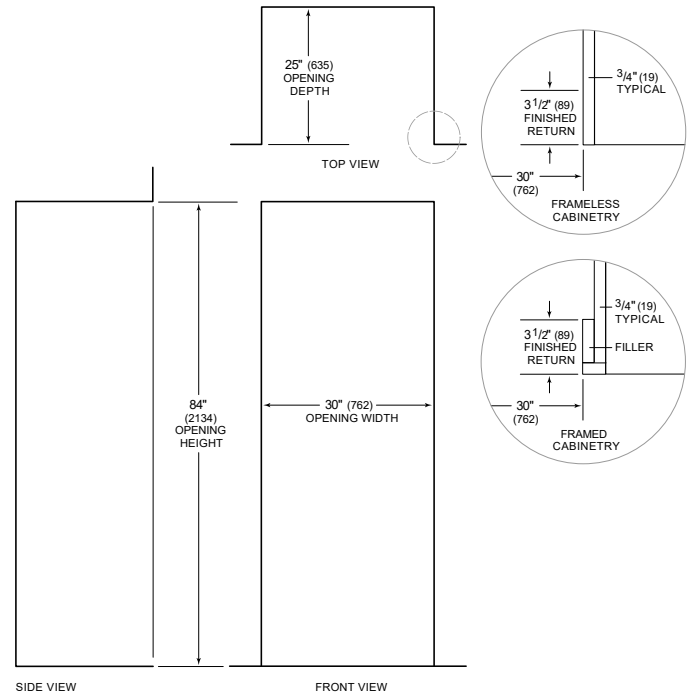 25" (635)
OPENING
DEPTH
TOP VIEW
3/4" (19)
TYPICAL
3 1/2" (89)
FINISHED
RETURN
30"
(762)
FRAMELESS
CABINETRY
3/4" (19)
TYPICAL
3 1/2" (89)
FINISHED
RETURN
FILLER
30"
(762)
FRAMED
CABINETRY
84"
(2134)
OPENING
HEIGHT
30" (762)
OPENING WIDTH
SIDE VIEW
FRONT VIEW